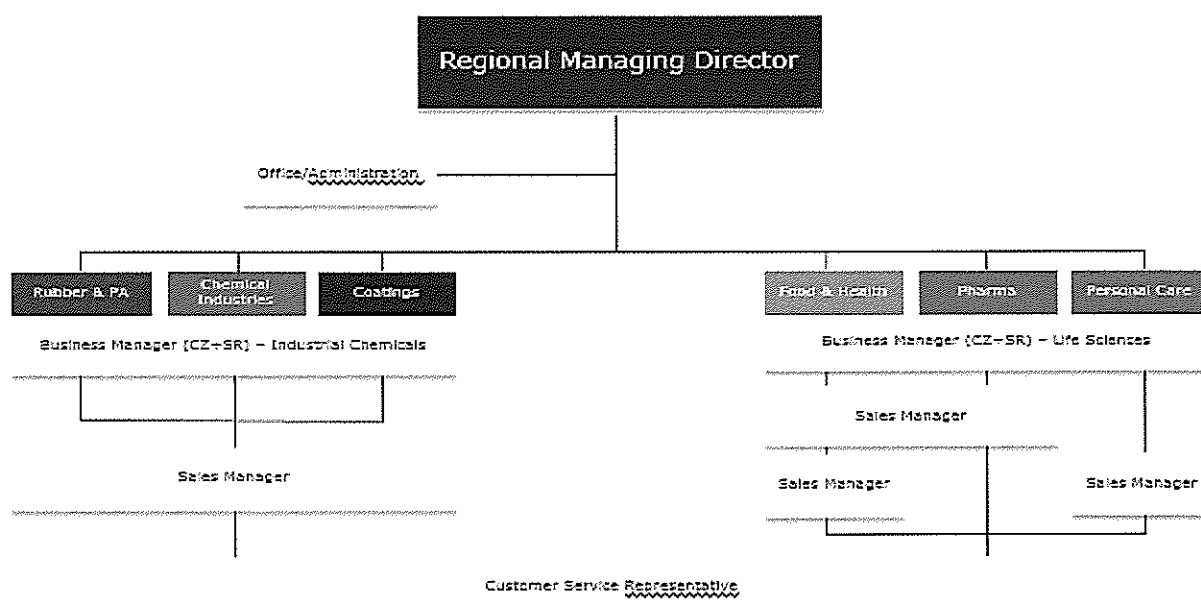 Regional Managing Director
Office/Administration
Rubber & PA
Chemical
Industries
Coatings
Food & Health
Pharma
Personal Care
Business Manager (CZ+SR) – Industrial Chemicals
Business Manager (CZ+SR) – Life Sciences
Sales Manager
Sales Manager
Sales Manager
Sales Manager
Customer Service Representative